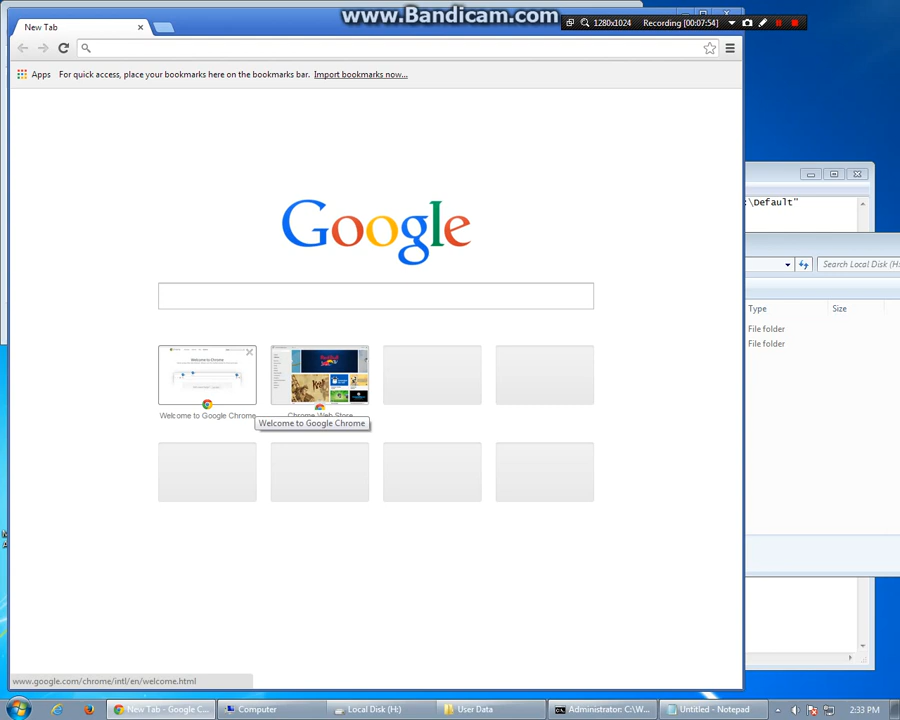 www.Bandicam.com
1280x1024 Recording [00:07:54]
New Tab
Apps For quick access, place your bookmarks here on the bookmarks bar. Import bookmarks now...
:\Default"
Google
Search Local Disk (H:
Type Size
File folder
File folder
Welcome to Google Chrome
Chrome Web Store
Welcome to Google Chrome
www.google.com/chrome/intl/en/welcome.html
New Tab - Google C... Computer Local Disk (H:) User Data Administrator: C:\W... Untitled - Notepad 2:33 PM